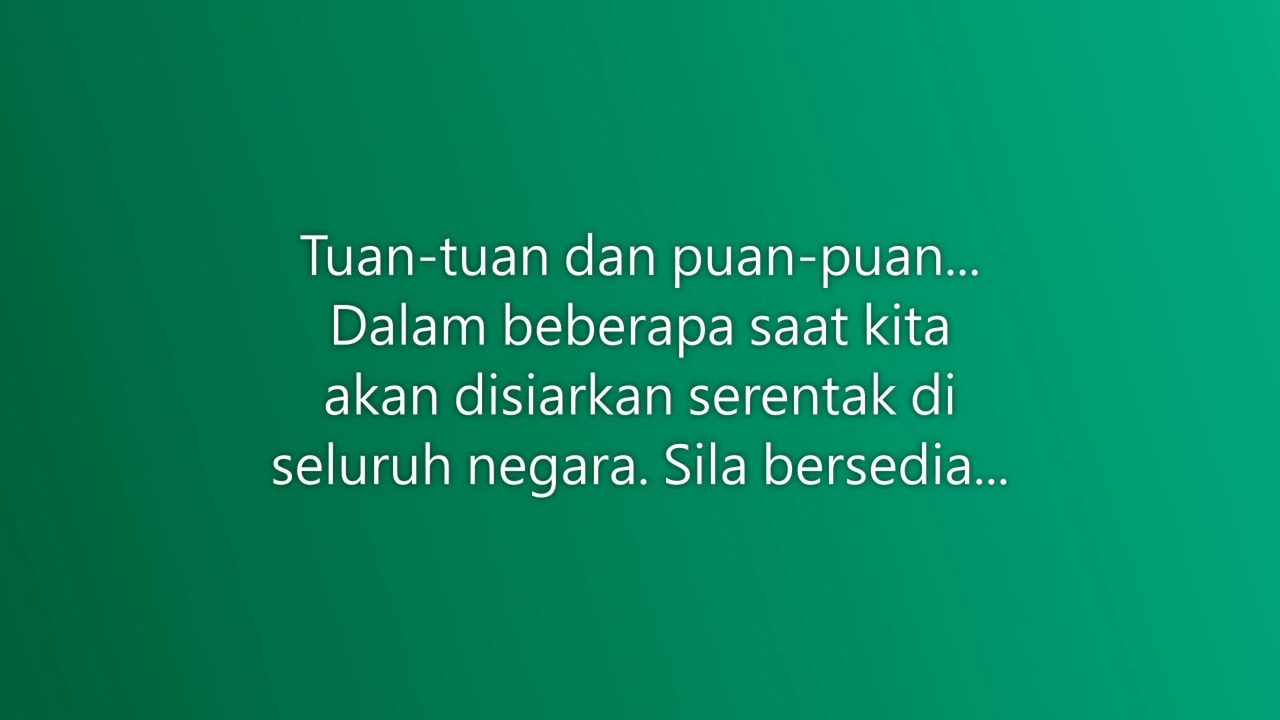 Tuan-tuan dan puan-puan...
Dalam beberapa saat kita
akan disiarkan serentak di
seluruh negara. Sila bersedia...